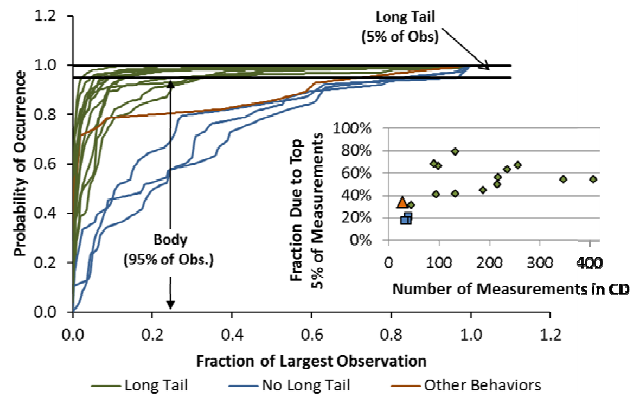 1.2
Long Tail
(5% of Obs)
1.0
0.8
0.6
0.4
0.2
0.0
Probability of Occurrence
Body
(95% of Obs.)
100%
80%
60%
40%
20%
0%
Fraction Due to Top
5% of Measurements
0 100 200 300 400
Number of Measurements in CD
0.0 0.2 0.4 0.6 0.8 1.0 1.2
Fraction of Largest Observation
Long Tail No Long Tail Other Behaviors